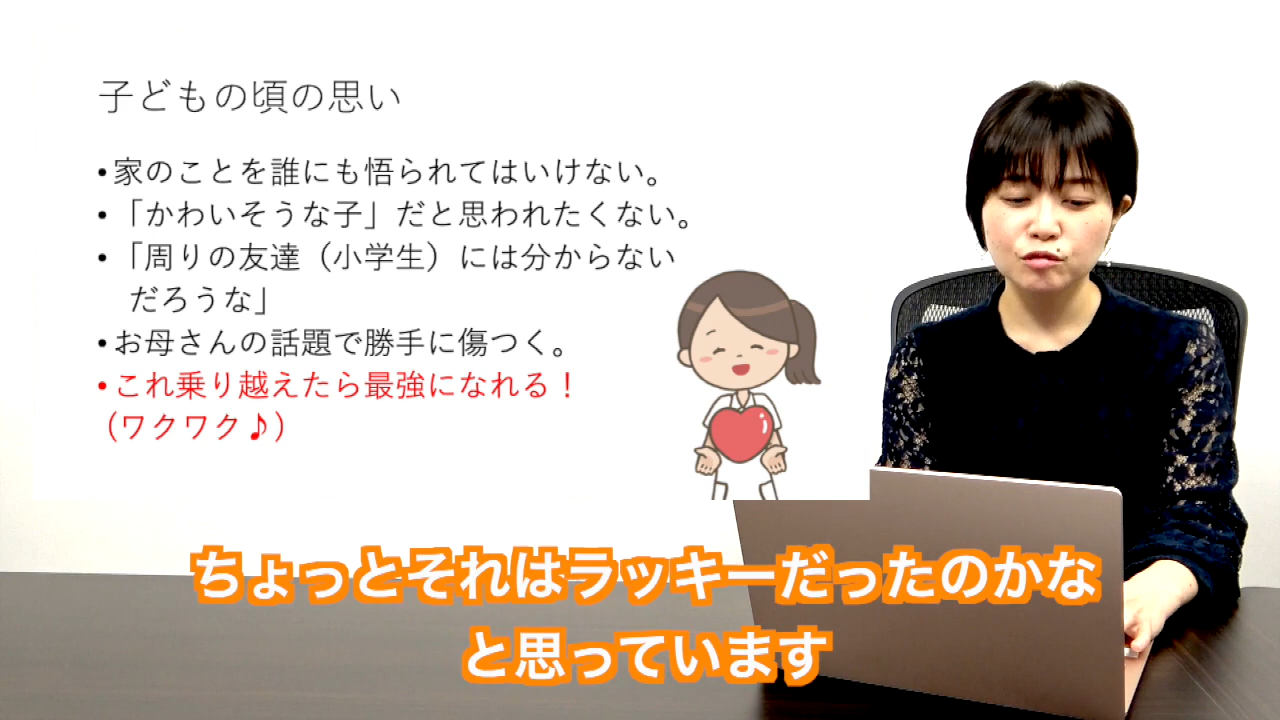 子どもの頃の思い
•家のことを誰にも悟られてはいけない。
•「かわいそうな子」だと思われたくない。
•「周りの友達（小学生）には分からない
だろうな」
•お母さんの話題で勝手に傷つく。
•これ乗り越えたら最強になれる！
（ワクワク♪）
ちょっとそれはラッキーだったのかな
と思っています